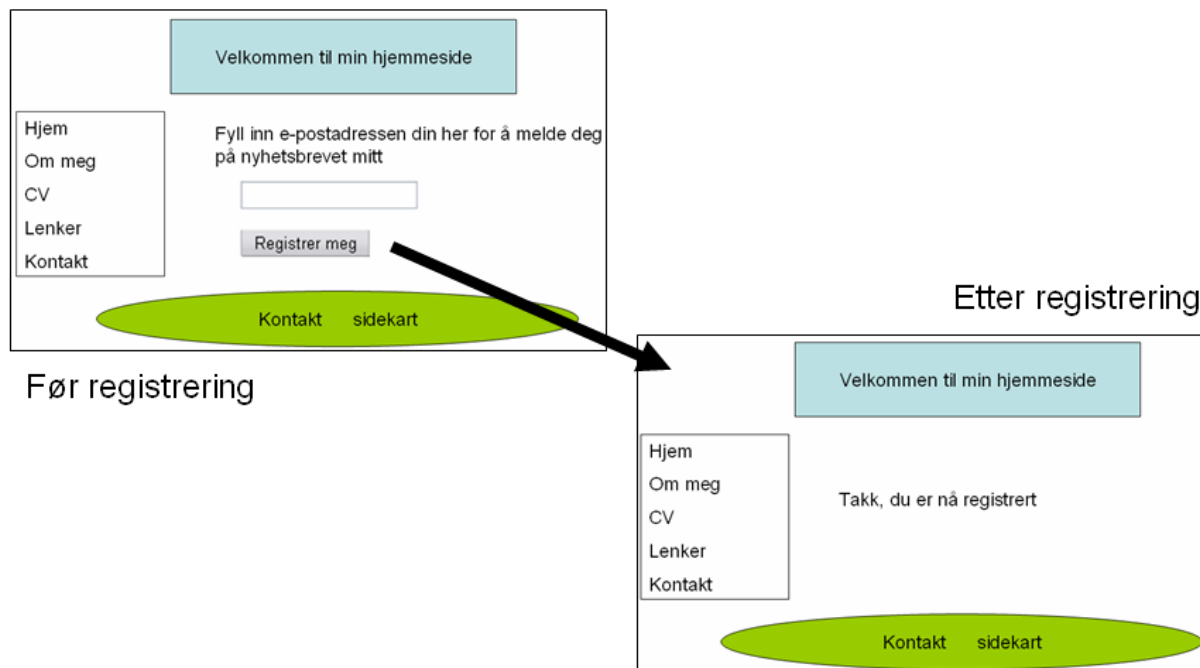 Velkommen til min hjemmeside
Hjem
Om meg
CV
Lenker
Kontakt
Fyll inn e-postadressen din her for å melde deg
på nyhetsbrevet mitt
Registrer meg
Kontakt sidekart
Før registrering
Etter registrering
Velkommen til min hjemmeside
Hjem
Om meg
CV
Lenker
Kontakt
Takk, du er nå registrert
Kontakt sidekart